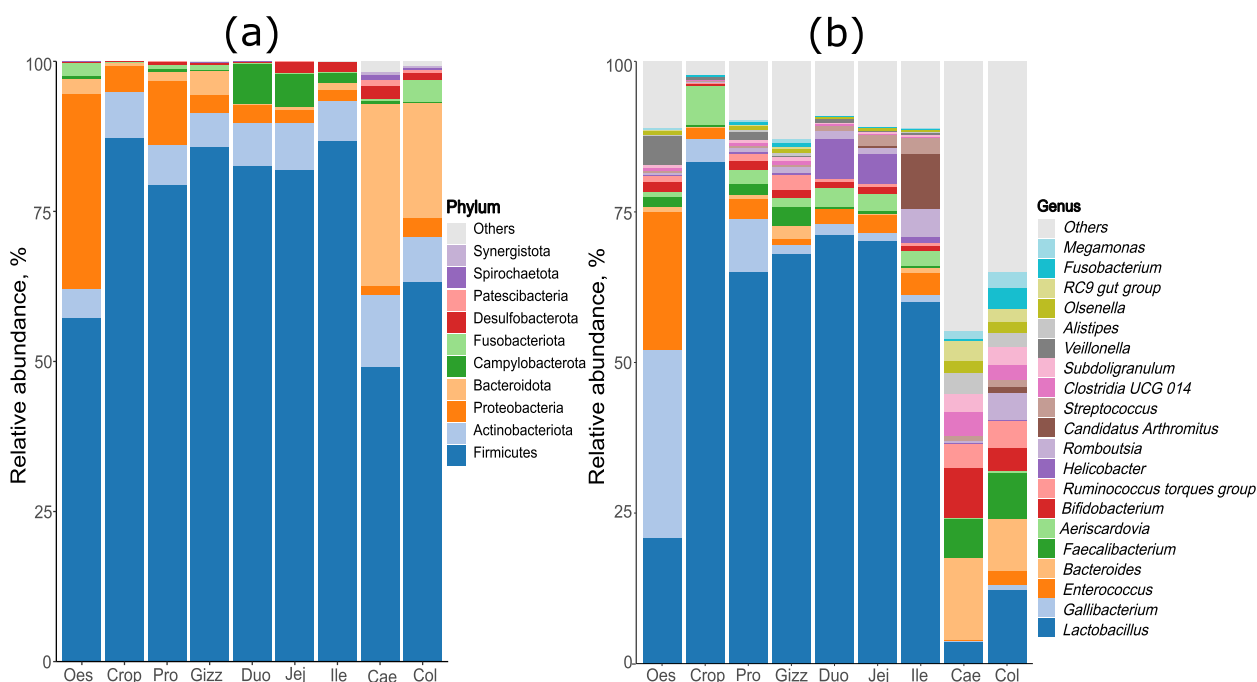 (a)
(b)
Relative abundance, %
100
75
50
25
0
Oes Crop Pro Gizz Duo Jej Ile Cae Col
Phylum
Others
Synergistota
Spirochaetota
Patescibacteria
Desulfobacterota
Fusobacteriota
Campylobacterota
Bacteroidota
Proteobacteria
Actinobacteriota
Firmicutes
Relative abundance, %
100
75
50
25
0
Oes Crop Pro Gizz Duo Jej Ile Cae Col
Genus
Others
Megamonas
Fusobacterium
RC9 gut group
Olsenella
Alistipes
Veillonella
Subdoligranulum
Clostridia UCG 014
Streptococcus
Candidatus Arthromitus
Romboutsia
Helicobacter
Ruminococcus torques group
Bifidobacterium
Aeriscardovia
Faecalibacterium
Bacteroides
Enterococcus
Gallibacterium
Lactobacillus